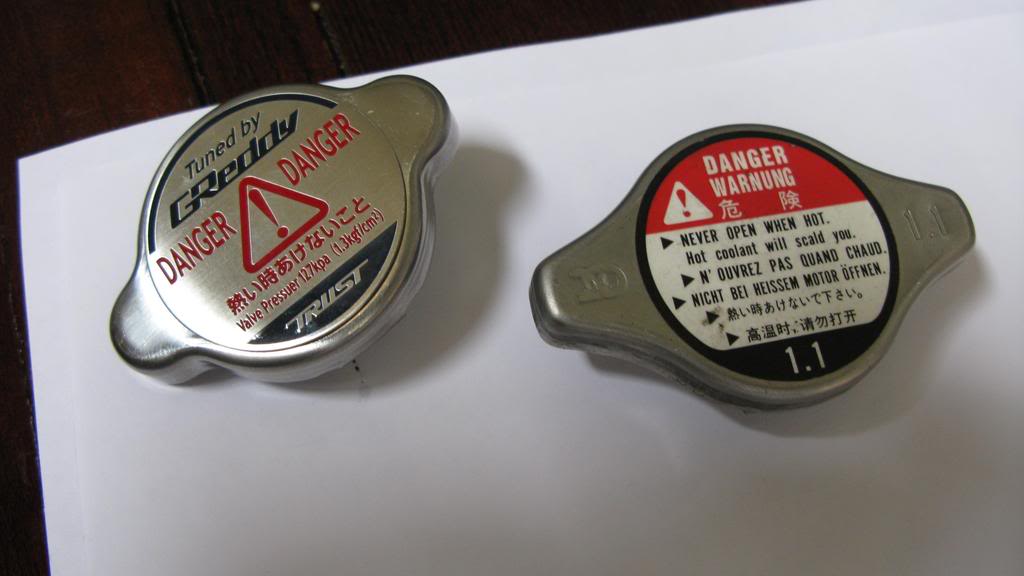 Tuned by
GReddy
DANGER
DANGER
熱い時あけないこと
Valve Pressuer 127kpa (1.3kgf/cm²)
TRUST
DANGER
WARNUNG
危 険
▶ NEVER OPEN WHEN HOT.
Hot coolant will scald you.
▶ N' OUVREZ PAS QUAND CHAUD.
▶ NICHT BEI HEISSEM MOTOR ÖFFNEN.
▶ 熱い時あけないで下さい。
▶ 高温时,请勿打开
1.1
1.1